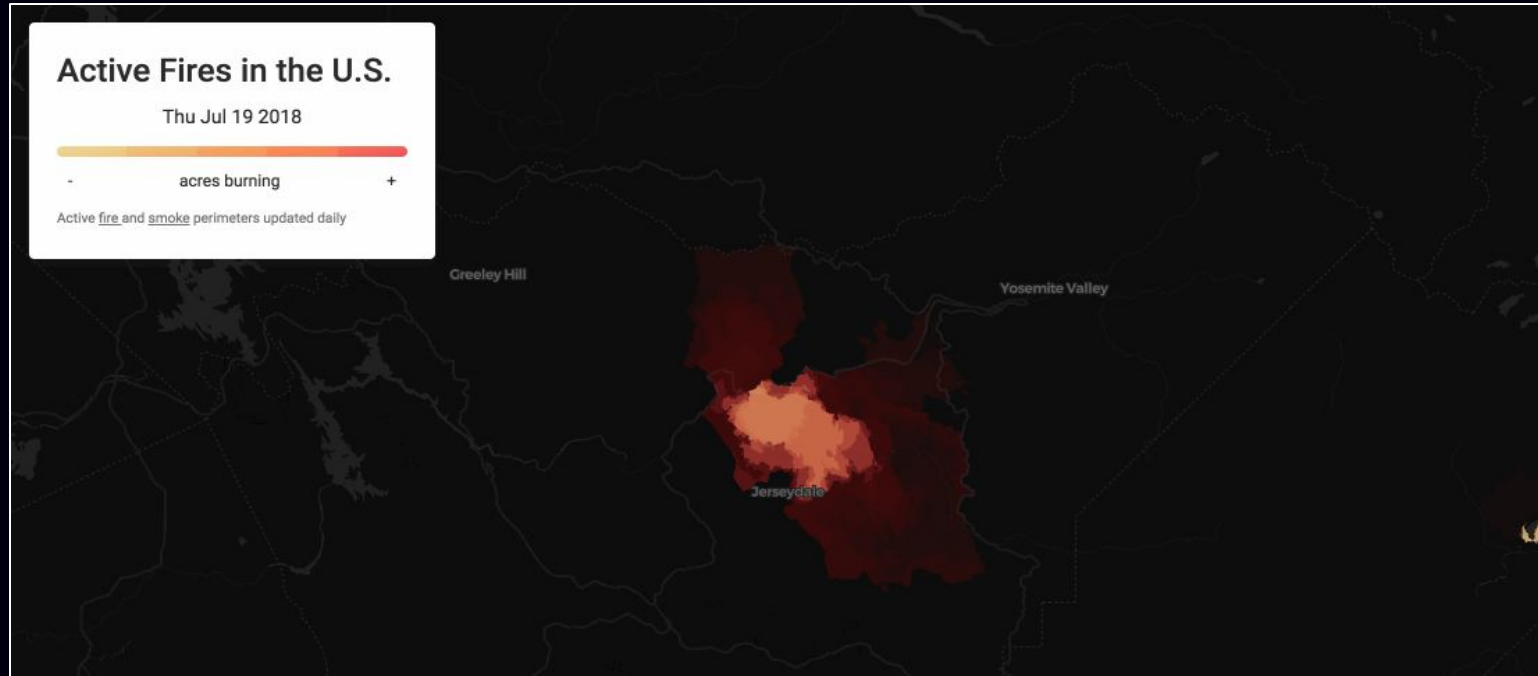 Active Fires in the U.S.
Thu Jul 19 2018
- acres burning +
Active fire and smoke perimeters updated daily
Greeley Hill
Yosemite Valley
Jerseydale